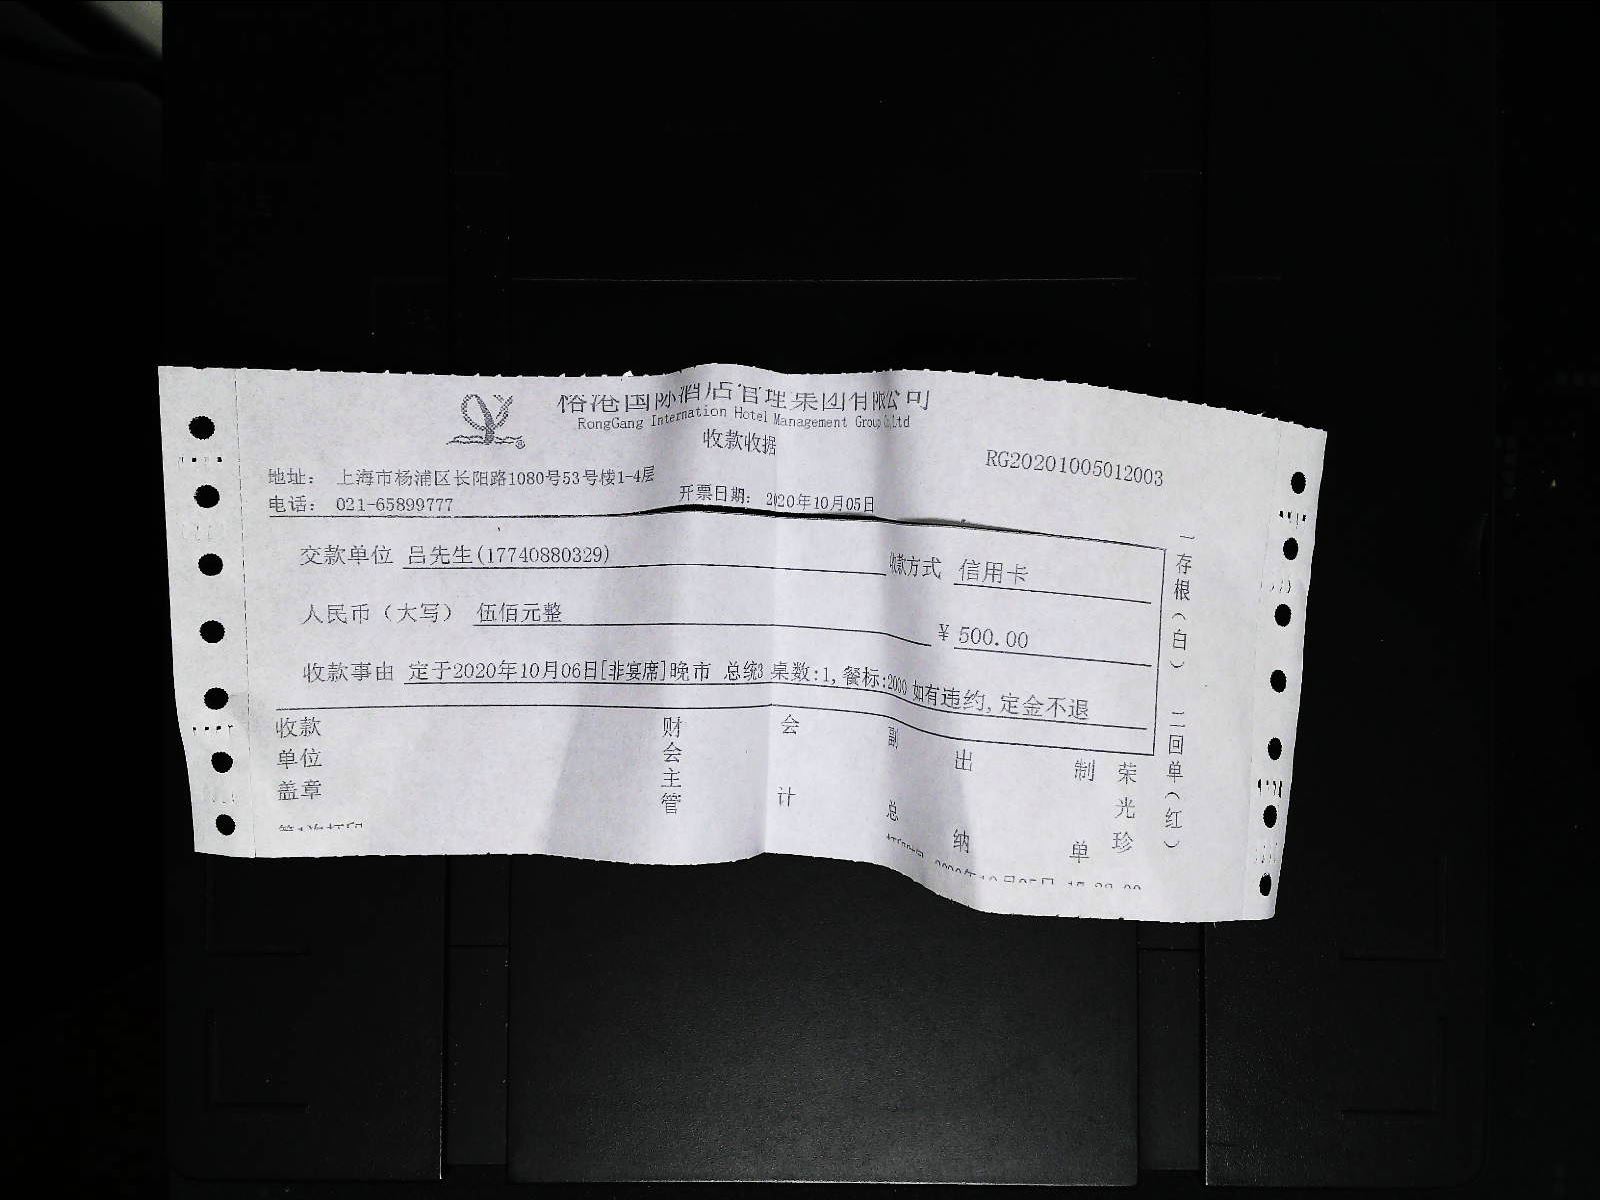 榕港国际酒店管理集团有限公司
RongGang Internation Hotel Management Group Ltd
收款收据
RG20201005012003
地址： 上海市杨浦区长阳路1080号53号楼1-4层
电话： 021-65899777
开票日期： 2020年10月05日
交款单位 吕先生(17740880329) 收款方式 信用卡
人民币（大写） 伍佰元整 ¥ 500.00
收款事由 定于2020年10月06日[非宴席]晚市 总统3 桌数:1, 餐标:2000 如有违约, 定金不退
收款单位盖章 财会主管 会计 副总 出纳 制单 荣光珍
一存根（白） 二回单（红）